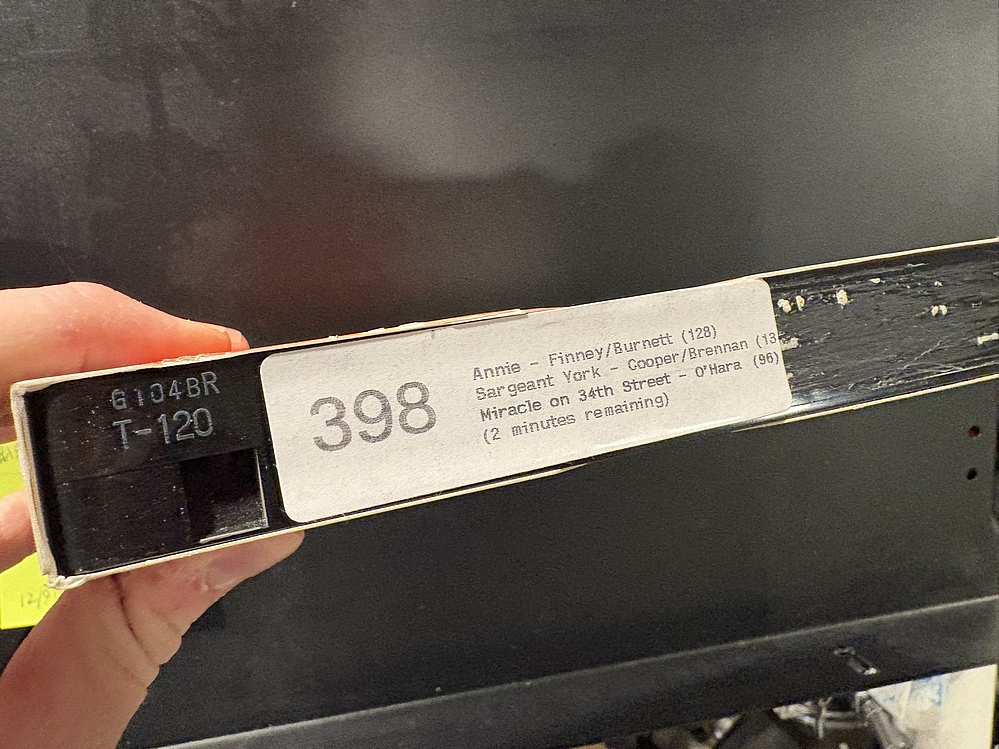 G104BR
T-120
398
Annie - Finney/Burnett (128)
Sargeant York - Cooper/Brennan (13
Miracle on 34th Street - O'Hara (96)
(2 minutes remaining)